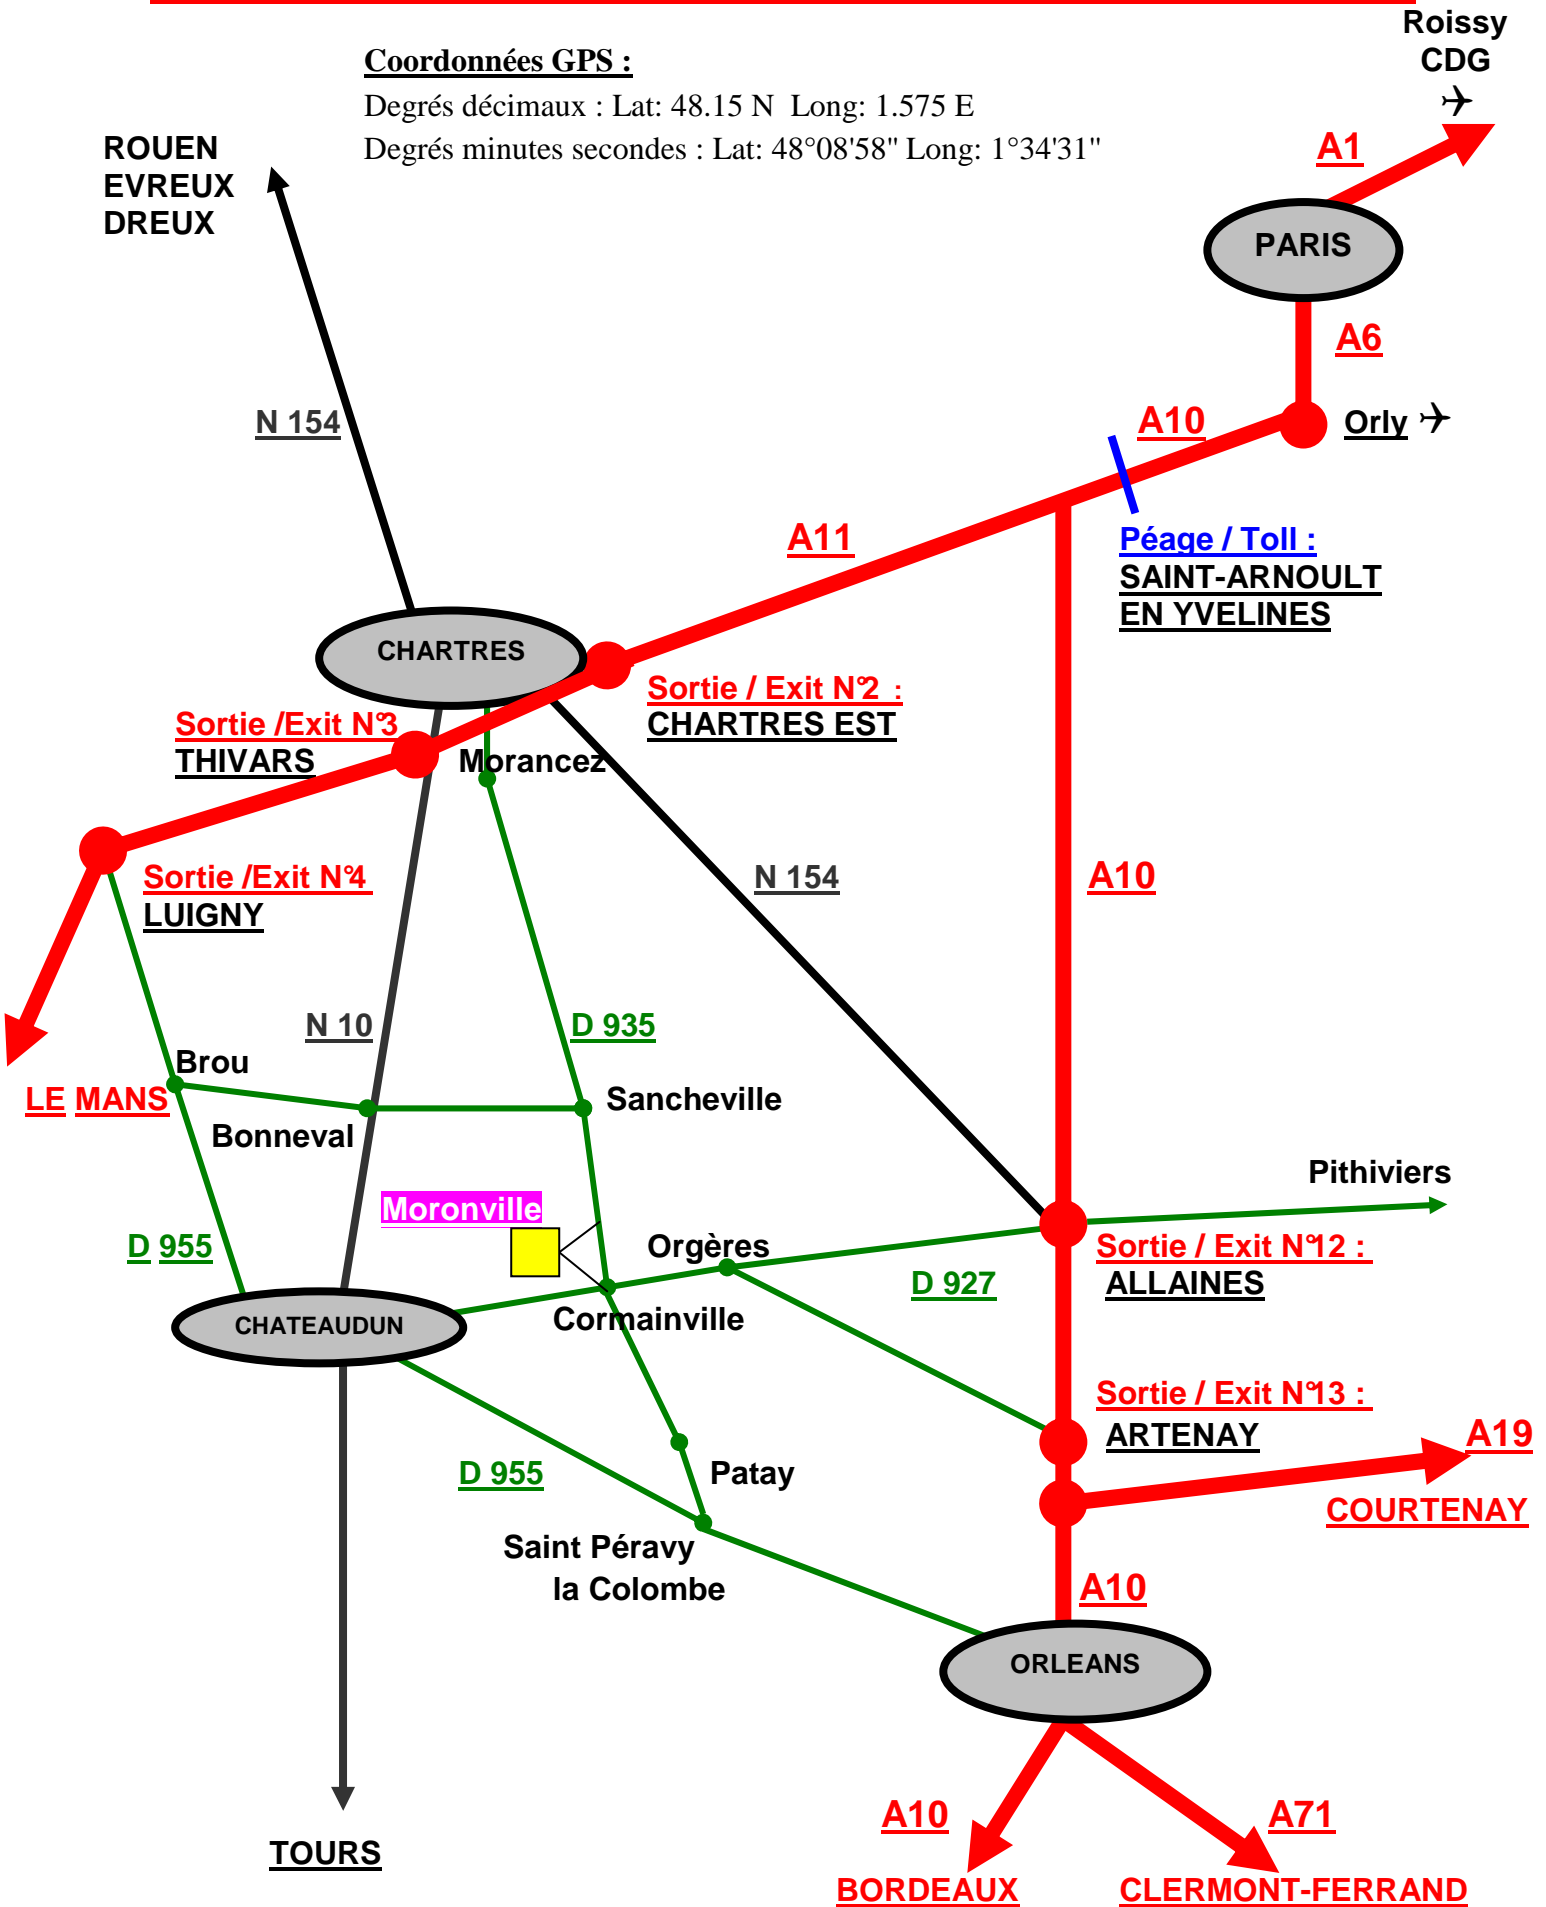 Roissy
CDG
Coordonnées GPS :
Degrés décimaux : Lat: 48.15 N  Long: 1.575 E
Degrés minutes secondes : Lat: 48°08'58" Long: 1°34'31"
ROUEN
EVREUX
DREUX
A1
PARIS
A6
N 154
A10
Orly
A11
Péage / Toll :
SAINT-ARNOULT
EN YVELINES
CHARTRES
Sortie / Exit N°2 :
CHARTRES EST
Sortie /Exit N°3
THIVARS
Morancez
Sortie /Exit N°4
LUIGNY
N 154
A10
N 10
D 935
Brou
LE MANS
Sancheville
Bonneval
Pithiviers
Moronville
D 955
Orgères
Sortie / Exit N°12 :
ALLAINES
D 927
CHATEAUDUN
Cormainville
Sortie / Exit N°13 :
ARTENAY
A19
D 955
Patay
COURTENAY
Saint Péravy
la Colombe
A10
ORLEANS
A10
A71
TOURS
BORDEAUX
CLERMONT-FERRAND